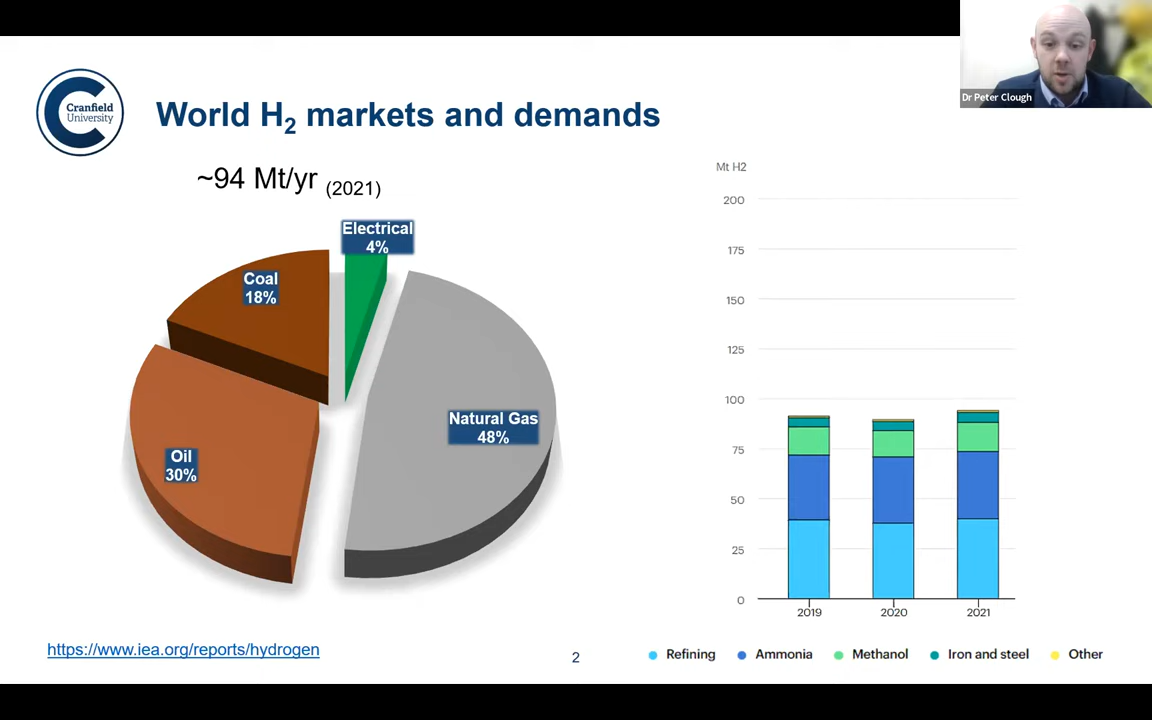 Dr Peter Clough
Cranfield
University
World H2 markets and demands
~94 Mt/yr (2021)
Electrical
4%
Coal
18%
Natural Gas
48%
Oil
30%
Mt H2
200
175
150
125
100
75
50
25
0
2019
2020
2021
Refining
Ammonia
Methanol
Iron and steel
Other
https://www.iea.org/reports/hydrogen
2